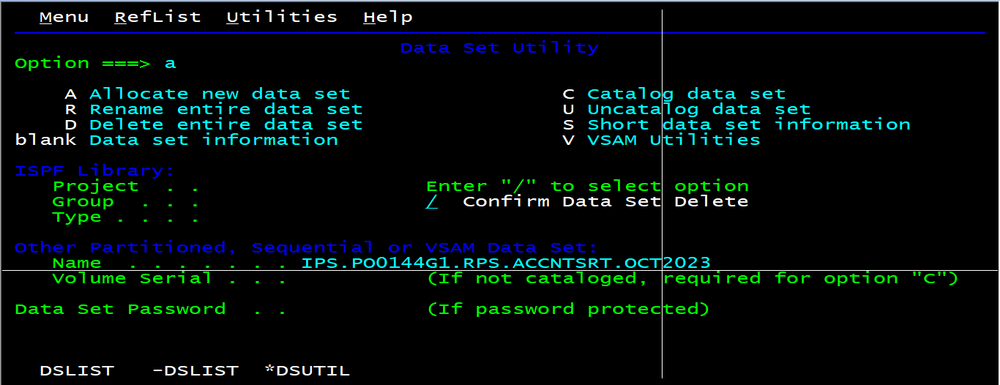 Menu RefList Utilities Help
Data Set Utility
Option ===> a
A Allocate new data set C Catalog data set
R Rename entire data set U Uncatalog data set
D Delete entire data set S Short data set information
blank Data set information V VSAM Utilities
ISPF Library:
Project . . Enter "/" to select option
Group . . . / Confirm Data Set Delete
Type . . . .
Other Partitioned, Sequential or VSAM Data Set:
Name . . . . . . . IPS.PO0144G1.RPS.ACCNTSRT.OCT2023
Volume Serial . . . (If not cataloged, required for option "C")
Data Set Password . . (If password protected)
DSLIST -DSLIST *DSUTIL